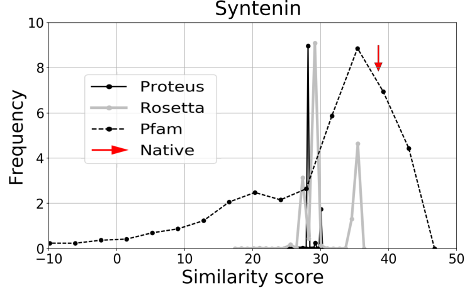 Syntenin
10
8
6
4
2
0
Frequency
Proteus
Rosetta
Pfam
Native
−10 0 10 20 30 40 50
Similarity score